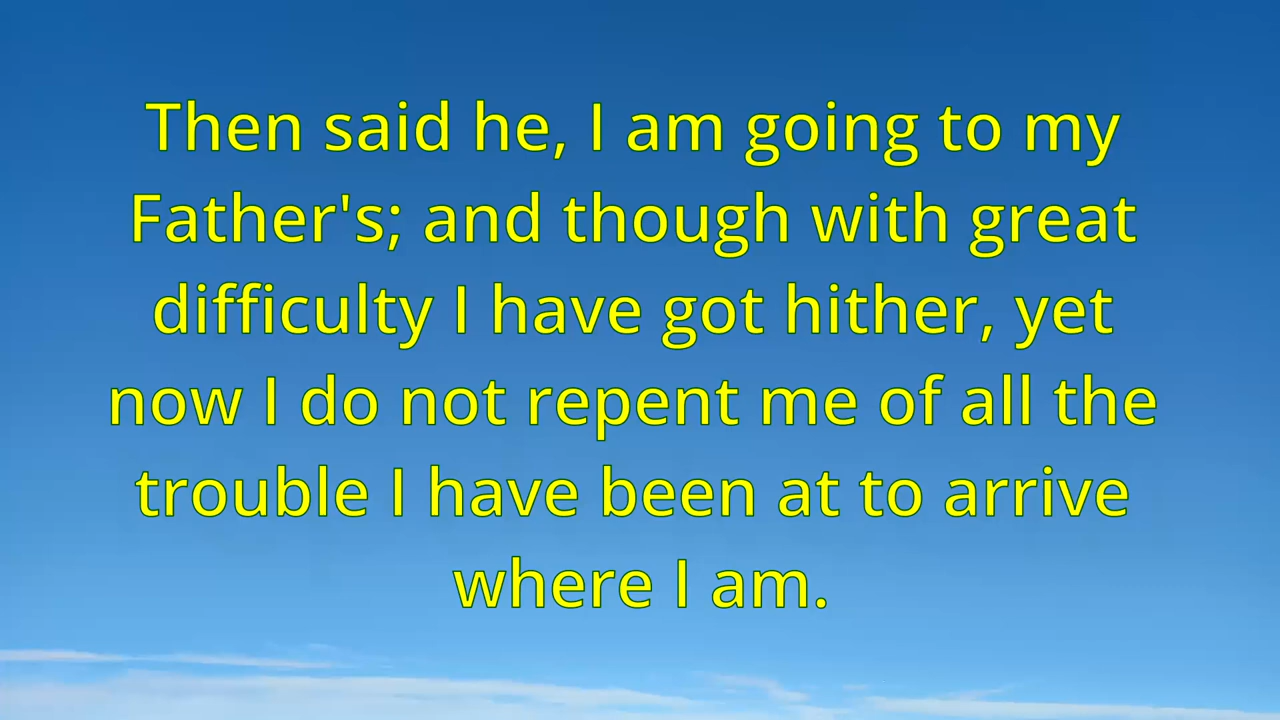 Then said he, I am going to my
Father's; and though with great
difficulty I have got hither, yet
now I do not repent me of all the
trouble I have been at to arrive
where I am.